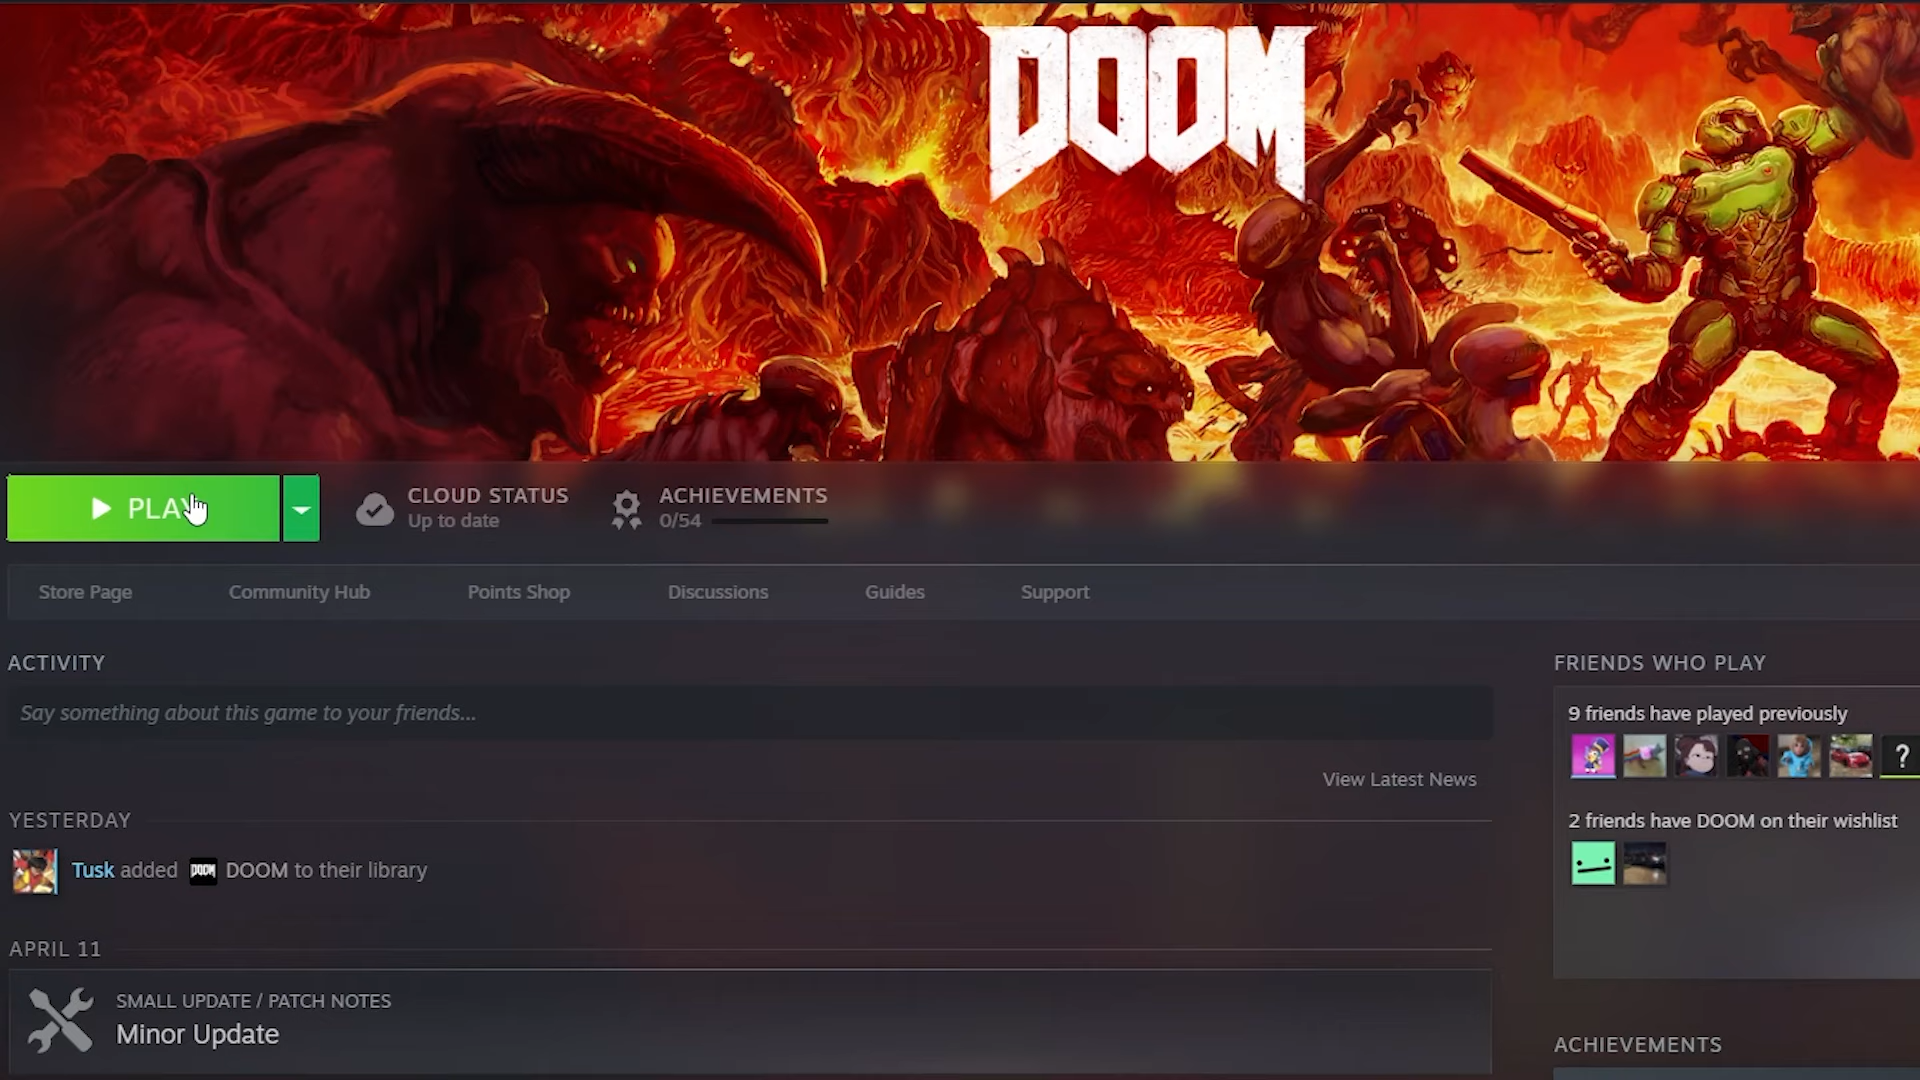 DOOM
PLAY
CLOUD STATUS
Up to date
ACHIEVEMENTS
0/54
Store Page
Community Hub
Points Shop
Discussions
Guides
Support
ACTIVITY
Say something about this game to your friends...
View Latest News
YESTERDAY
Tusk added DOOM DOOM to their library
APRIL 11
SMALL UPDATE / PATCH NOTES
Minor Update
FRIENDS WHO PLAY
9 friends have played previously
?
2 friends have DOOM on their wishlist
ACHIEVEMENTS